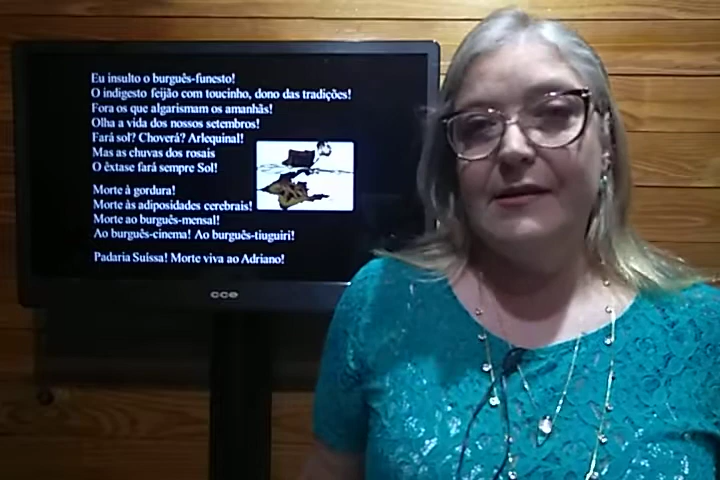 Eu insulto o burguês-funesto!
O indigesto feijão com toucinho, dono das tradições!
Fora os que algarismam os amanhãs!
Olha a vida dos nossos setembros!
Fará sol? Choverá? Arlequinal!
Mas as chuvas dos rosais
O êxtase fará sempre Sol!
Morte à gordura!
Morte às adiposidades cerebrais!
Morte ao burguês-mensal!
Ao burguês-cinema! Ao burguês-tiuguiri!
Padaria Suíssa! Morte viva ao Adriano!
cce